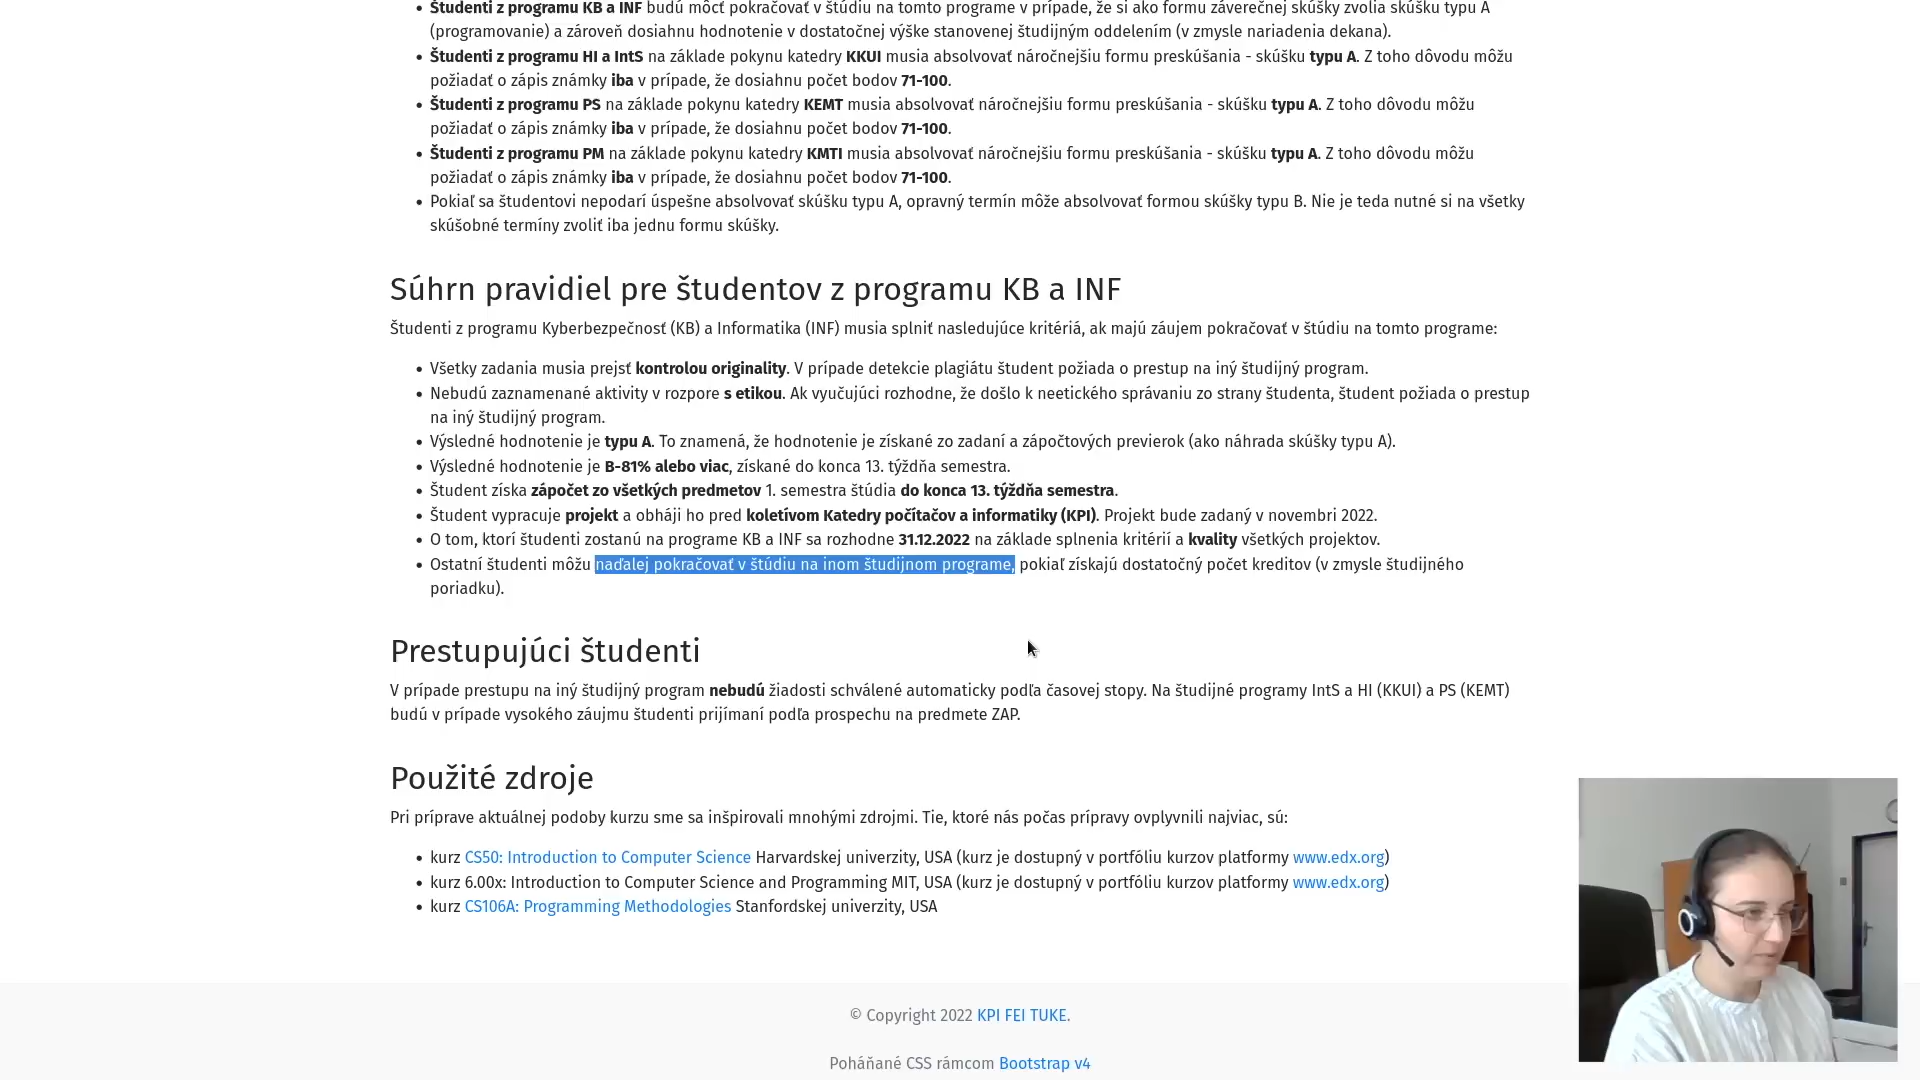 • Študenti z programu KB a INF budú môcť pokračovať v štúdiu na tomto programe v prípade, že si ako formu záverečnej skúšky zvolia skúšku typu A
(programovanie) a zároveň dosiahnu hodnotenie v dostatočnej výške stanovenej študijným oddelením (v zmysle nariadenia dekana).
• Študenti z programu HI a IntS na základe pokynu katedry KKUI musia absolvovať náročnejšiu formu preskúšania - skúšku typu A. Z toho dôvodu môžu
požiadať o zápis známky iba v prípade, že dosiahnu počet bodov 71-100.
• Študenti z programu PS na základe pokynu katedry KEMT musia absolvovať náročnejšiu formu preskúšania - skúšku typu A. Z toho dôvodu môžu
požiadať o zápis známky iba v prípade, že dosiahnu počet bodov 71-100.
• Študenti z programu PM na základe pokynu katedry KMTI musia absolvovať náročnejšiu formu preskúšania - skúšku typu A. Z toho dôvodu môžu
požiadať o zápis známky iba v prípade, že dosiahnu počet bodov 71-100.
• Pokiaľ sa študentovi nepodarí úspešne absolvovať skúšku typu A, opravný termín môže absolvovať formou skúšky typu B. Nie je teda nutné si na všetky
skúšobné termíny zvoliť iba jednu formu skúšky.
Súhrn pravidiel pre študentov z programu KB a INF
Študenti z programu Kyberbezpečnosť (KB) a Informatika (INF) musia splniť nasledujúce kritériá, ak majú záujem pokračovať v štúdiu na tomto programe:
• Všetky zadania musia prejsť kontrolou originality. V prípade detekcie plagiátu študent požiada o prestup na iný študijný program.
• Nebudú zaznamenané aktivity v rozpore s etikou. Ak vyučujúci rozhodne, že došlo k neetického správaniu zo strany študenta, študent požiada o prestup
na iný študijný program.
• Výsledné hodnotenie je typu A. To znamená, že hodnotenie je získané zo zadaní a zápočtových previerok (ako náhrada skúšky typu A).
• Výsledné hodnotenie je B-81% alebo viac, získané do konca 13. týždňa semestra.
• Študent získa zápočet zo všetkých predmetov 1. semestra štúdia do konca 13. týždňa semestra.
• Študent vypracuje projekt a obháji ho pred koletívom Katedry počítačov a informatiky (KPI). Projekt bude zadaný v novembri 2022.
• O tom, ktorí študenti zostanú na programe KB a INF sa rozhodne 31.12.2022 na základe splnenia kritérií a kvality všetkých projektov.
• Ostatní študenti môžu naďalej pokračovať v štúdiu na inom študijnom programe, pokiaľ získajú dostatočný počet kreditov (v zmysle študijného
poriadku).
Prestupujúci študenti
V prípade prestupu na iný študijný program nebudú žiadosti schválené automaticky podľa časovej stopy. Na študijné programy IntS a HI (KKUI) a PS (KEMT)
budú v prípade vysokého záujmu študenti prijímaní podľa prospechu na predmete ZAP.
Použité zdroje
Pri príprave aktuálnej podoby kurzu sme sa inšpirovali mnohými zdrojmi. Tie, ktoré nás počas prípravy ovplyvnili najviac, sú:
• kurz CS50: Introduction to Computer Science Harvardskej univerzity, USA (kurz je dostupný v portfóliu kurzov platformy www.edx.org)
• kurz 6.00x: Introduction to Computer Science and Programming MIT, USA (kurz je dostupný v portfóliu kurzov platformy www.edx.org)
• kurz CS106A: Programming Methodologies Stanfordskej univerzity, USA
© Copyright 2022 KPI FEI TUKE.
Poháňané CSS rámcom Bootstrap v4